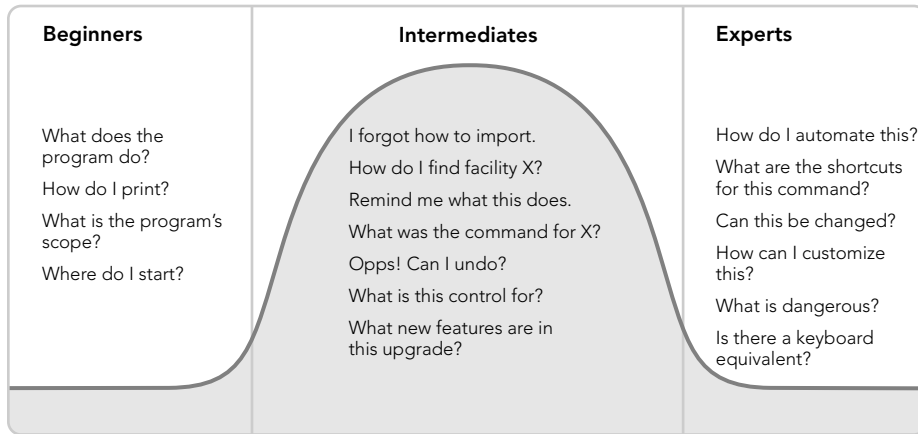 Beginners
What does the
program do?
How do I print?
What is the program's
scope?
Where do I start?
Intermediates
I forgot how to import.
How do I find facility X?
Remind me what this does.
What was the command for X?
Opps! Can I undo?
What is this control for?
What new features are in
this upgrade?
Experts
How do I automate this?
What are the shortcuts
for this command?
Can this be changed?
How can I customize
this?
What is dangerous?
Is there a keyboard
equivalent?